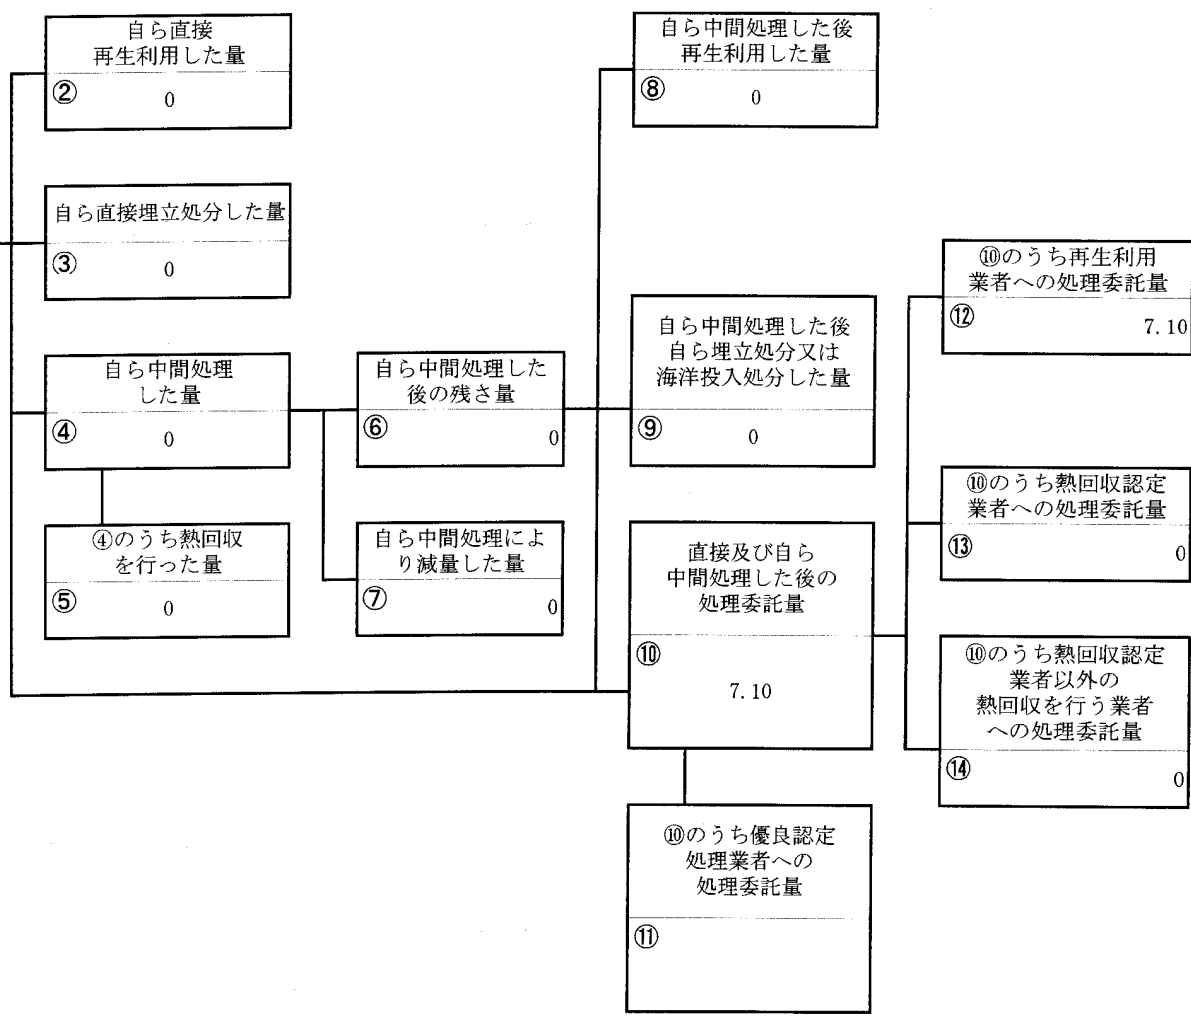 自ら直接
再生利用した量
②
0
自ら直接埋立処分した量
③
0
自ら中間処理
した量
④
0
④のうち熱回収
を行った量
⑤
0
自ら中間処理した
後の残さ量
⑥
0
自ら中間処理によ
り減量した量
⑦
0
自ら中間処理した後
再生利用した量
⑧
0
自ら中間処理した後
自ら埋立処分又は
海洋投入処分した量
⑨
0
直接及び自ら
中間処理した後の
処理委託量
⑩
7.10
⑩のうち優良認定
処理業者への
処理委託量
⑪
⑩のうち再生利用
業者への処理委託量
⑫
7.10
⑩のうち熱回収認定
業者への処理委託量
⑬
0
⑩のうち熱回収認定
業者以外の
熱回収を行う業者
への処理委託量
⑭
0